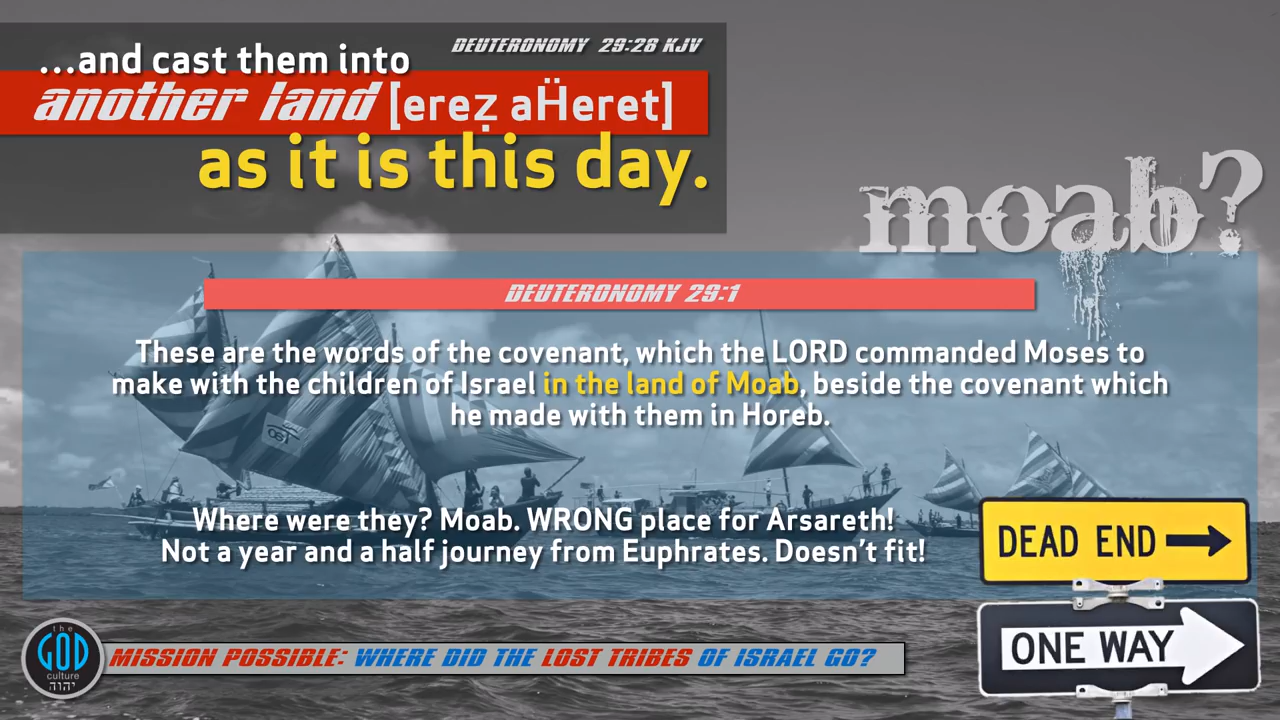 DEUTERONOMY 29:28 KJV
...and cast them into
another land [ereẓ aḦeret]
as it is this day.
moab?
DEUTERONOMY 29:1
These are the words of the covenant, which the LORD commanded Moses to
make with the children of Israel in the land of Moab, beside the covenant which
he made with them in Horeb.
Where were they? Moab. WRONG place for Arsareth!
Not a year and a half journey from Euphrates. Doesn't fit!
DEAD END
ONE WAY
the
GOD
culture
יהוה
MISSION POSSIBLE: WHERE DID THE LOST TRIBES OF ISRAEL GO?